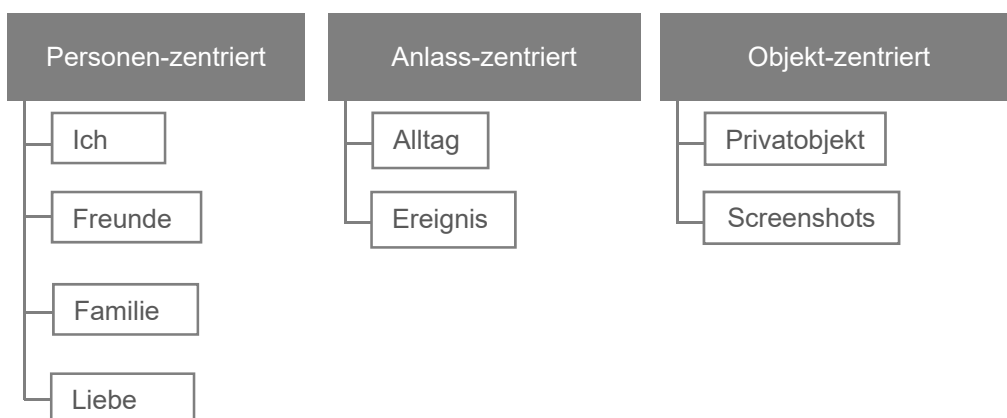 Personen-zentriert
Ich
Freunde
Familie
Liebe
Anlass-zentriert
Alltag
Ereignis
Objekt-zentriert
Privatobjekt
Screenshots